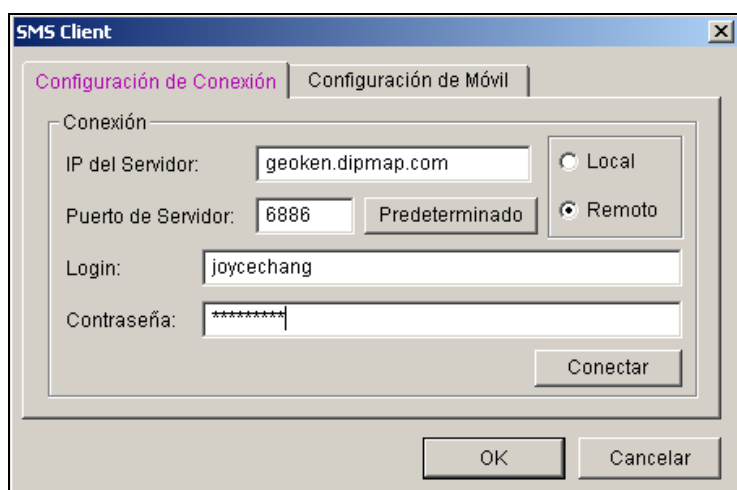 SMS Client
Configuración de Conexión
Configuración de Móvil
Conexión
IP del Servidor:
geoken.dipmap.com
Local
Puerto de Servidor:
6886
Predeterminado
Remoto
Login:
joycechang
Contraseña:
*********
Conectar
OK
Cancelar